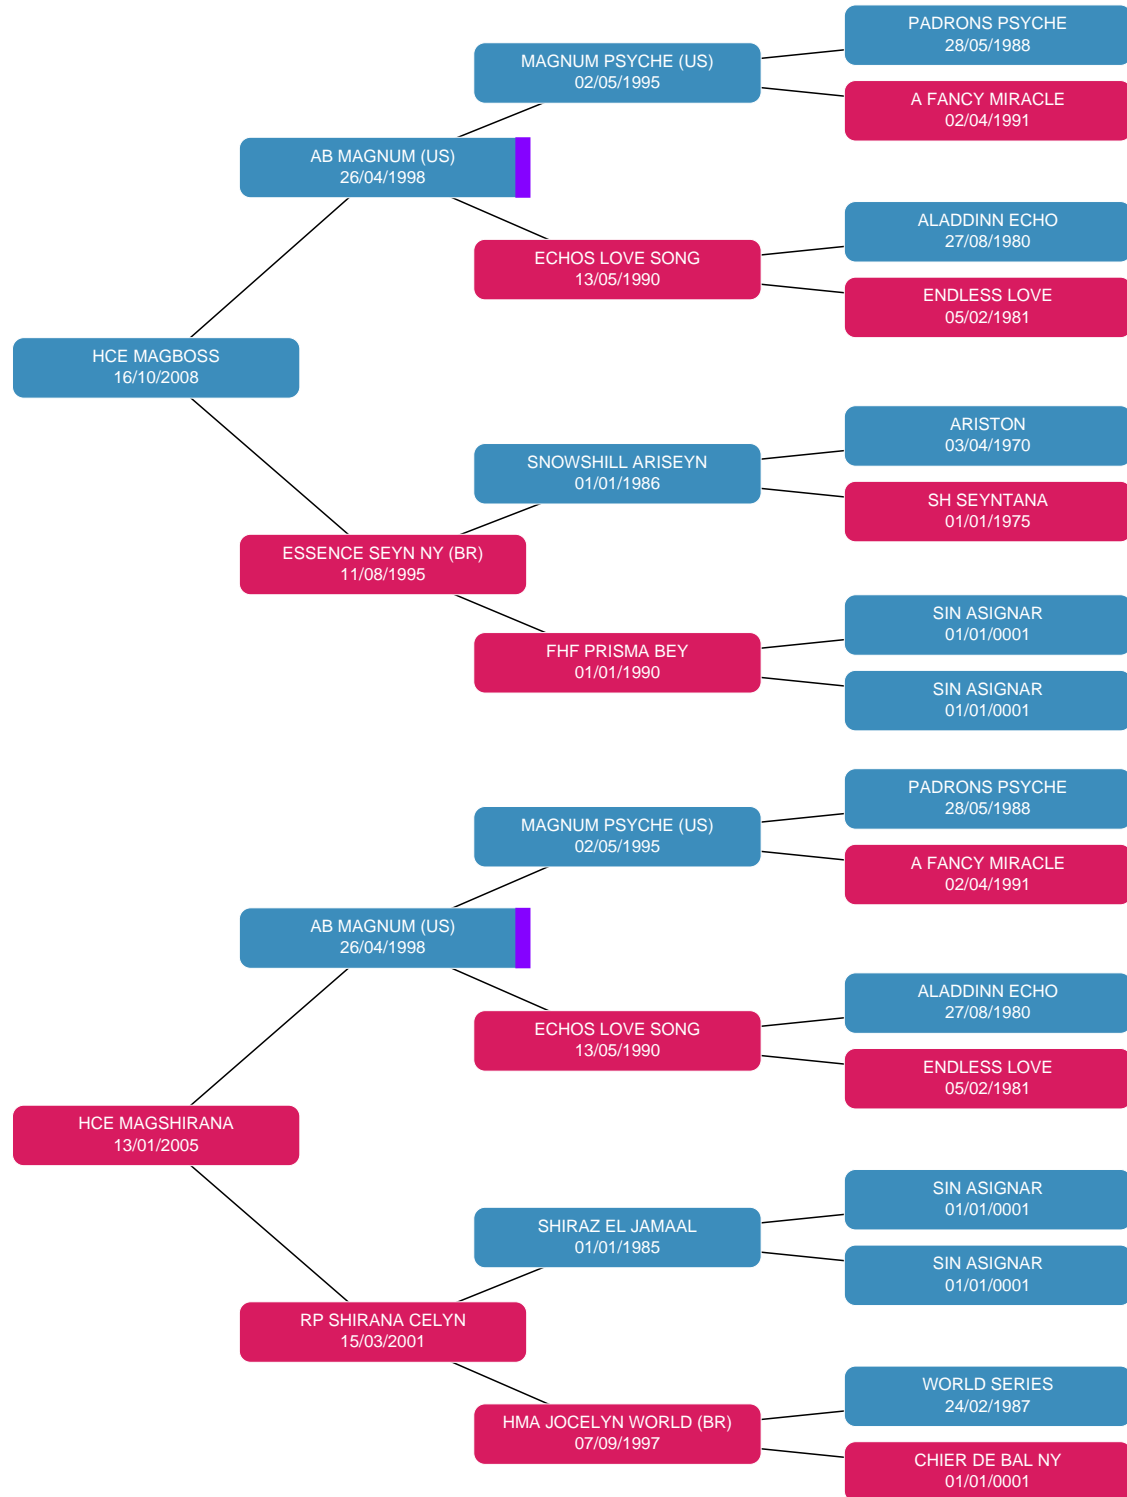 PADRONS PSYCHE
28/05/1988
MAGNUM PSYCHE (US)
02/05/1995
A FANCY MIRACLE
02/04/1991
AB MAGNUM (US)
26/04/1998
ALADDINN ECHO
27/08/1980
ECHOS LOVE SONG
13/05/1990
ENDLESS LOVE
05/02/1981
HCE MAGBOSS
16/10/2008
ARISTON
03/04/1970
SNOWSHILL ARISEYN
01/01/1986
SH SEYNTANA
01/01/1975
ESSENCE SEYN NY (BR)
11/08/1995
SIN ASIGNAR
01/01/0001
FHF PRISMA BEY
01/01/1990
SIN ASIGNAR
01/01/0001
PADRONS PSYCHE
28/05/1988
MAGNUM PSYCHE (US)
02/05/1995
A FANCY MIRACLE
02/04/1991
AB MAGNUM (US)
26/04/1998
ALADDINN ECHO
27/08/1980
ECHOS LOVE SONG
13/05/1990
ENDLESS LOVE
05/02/1981
HCE MAGSHIRANA
13/01/2005
SIN ASIGNAR
01/01/0001
SHIRAZ EL JAMAAL
01/01/1985
SIN ASIGNAR
01/01/0001
RP SHIRANA CELYN
15/03/2001
WORLD SERIES
24/02/1987
HMA JOCELYN WORLD (BR)
07/09/1997
CHIER DE BAL NY
01/01/0001